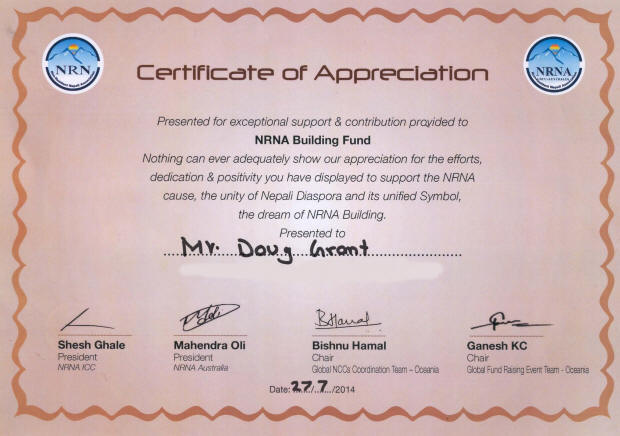 NRN
NRNA
Certificate of Appreciation
Presented for exceptional support & contribution provided to
NRNA Building Fund
Nothing can ever adequately show our appreciation for the efforts,
dedication & positivity you have displayed to support the NRNA
cause, the unity of Nepali Diaspora and its unified Symbol,
the dream of NRNA Building.
Presented to
Mr. Doug Grant
Shesh Ghale
President
NRNA ICC
Mahendra Oli
President
NRNA Australia
BHamal
Bishnu Hamal
Chair
Global NCCs Coordination Team – Oceania
Ganesh KC
Chair
Global Fund Raising Event Team - Oceania
Date: 27/7/2014